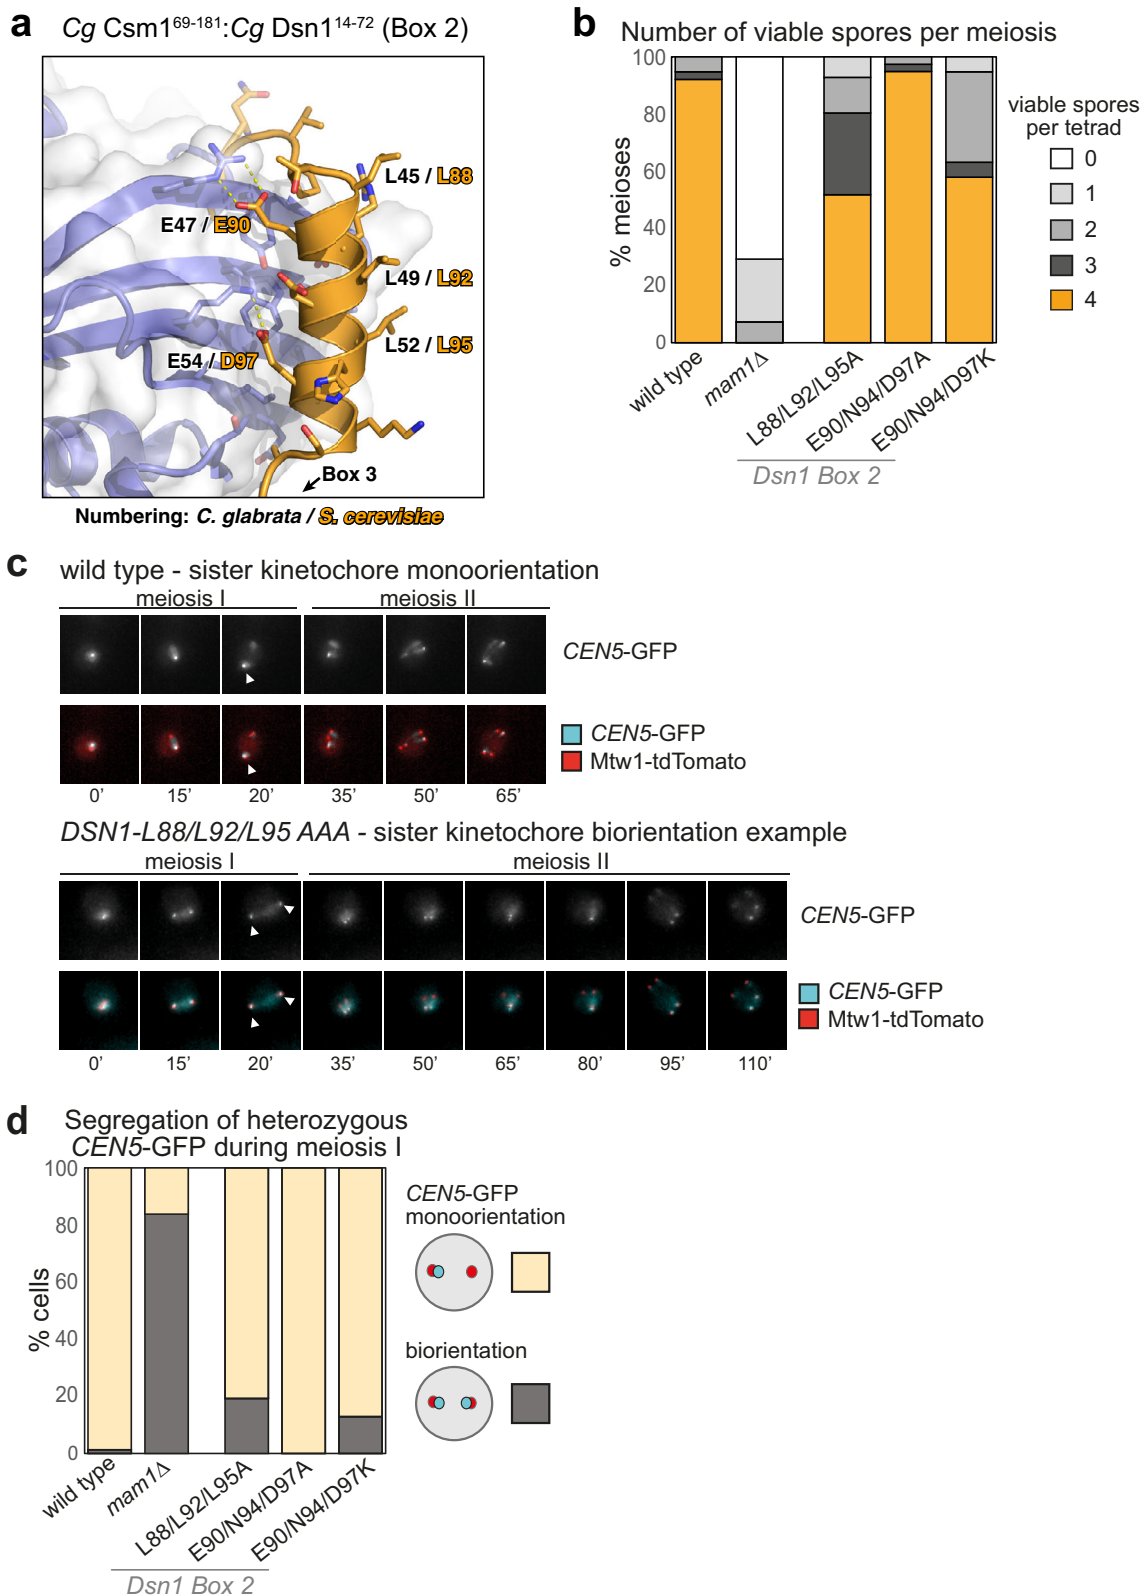 a
Cg Csm1⁶⁹⁻¹⁸¹:Cg Dsn1¹⁴⁻⁷² (Box 2)
L45 / L88
E47 / E90
L49 / L92
L52 / L95
E54 / D97
Box 3
Numbering: C. glabrata / S. cerevisiae
b
Number of viable spores per meiosis
% meioses
100
80
60
40
20
0
wild type
mam1Δ
L88/L92/L95A
E90/N94/D97A
E90/N94/D97K
Dsn1 Box 2
viable spores
per tetrad
0
1
2
3
4
c
wild type - sister kinetochore monoorientation
meiosis I meiosis II
CEN5-GFP
CEN5-GFP
Mtw1-tdTomato
0’ 15’ 20’ 35’ 50’ 65’
DSN1-L88/L92/L95 AAA - sister kinetochore biorientation example
meiosis I meiosis II
CEN5-GFP
CEN5-GFP
Mtw1-tdTomato
0’ 15’ 20’ 35’ 50’ 65’ 80’ 95’ 110’
d
Segregation of heterozygous
CEN5-GFP during meiosis I
% cells
100
80
60
40
20
0
wild type
mam1Δ
L88/L92/L95A
E90/N94/D97A
E90/N94/D97K
Dsn1 Box 2
CEN5-GFP
monoorientation
biorientation